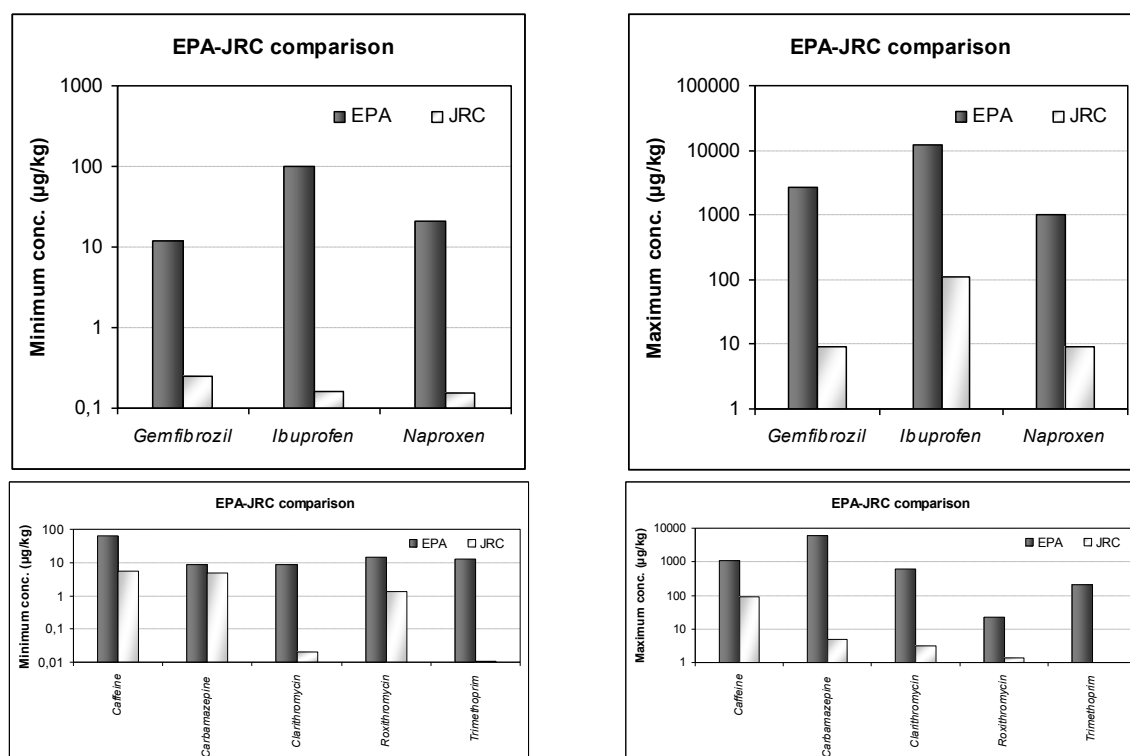 EPA-JRC comparison
Minimum conc. (µg/kg)
1000
100
10
1
0,1
EPA JRC
Gemfibrozil Ibuprofen Naproxen
EPA-JRC comparison
Maximum conc. (µg/kg)
100000
10000
1000
100
10
1
EPA JRC
Gemfibrozil Ibuprofen Naproxen
EPA-JRC comparison
Minimum conc. (µg/kg)
100
10
1
0,1
0,01
EPA JRC
Caffeine
Carbamazepine
Clarithromycin
Roxithromycin
Trimethoprim
EPA-JRC comparison
Maximum conc. (µg/kg)
10000
1000
100
10
1
EPA JRC
Caffeine
Carbamazepine
Clarithromycin
Roxithromycin
Trimethoprim